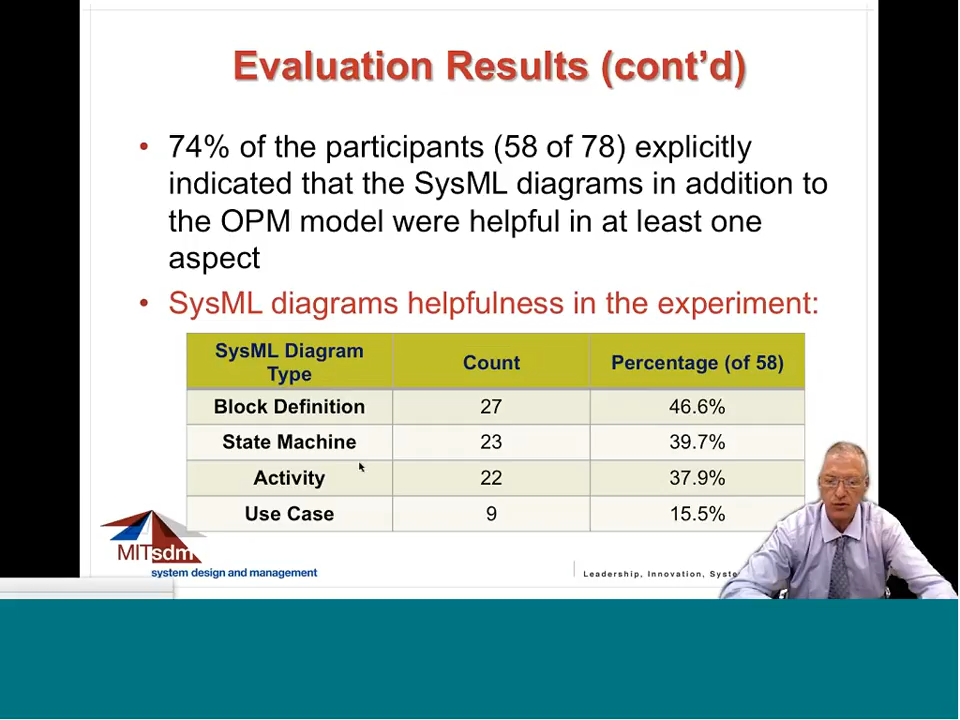 Evaluation Results (cont’d)
• 74% of the participants (58 of 78) explicitly
indicated that the SysML diagrams in addition to
the OPM model were helpful in at least one
aspect
• SysML diagrams helpfulness in the experiment:
SysML Diagram Type Count Percentage (of 58)
Block Definition 27 46.6%
State Machine 23 39.7%
Activity 22 37.9%
Use Case 9 15.5%
MITsdm
system design and management
Leadership, Innovation, Syste